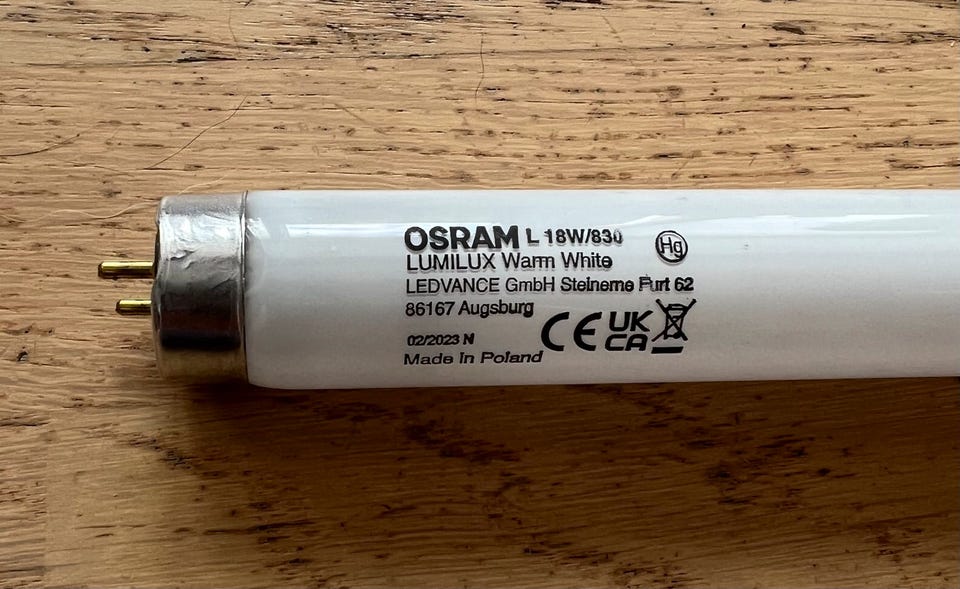 OSRAM L 18W/830
Hg
LUMILUX Warm White
LEDVANCE GmbH Steinerne Furt 62
86167 Augsburg
CE UK CA
02/2023 N
Made in Poland